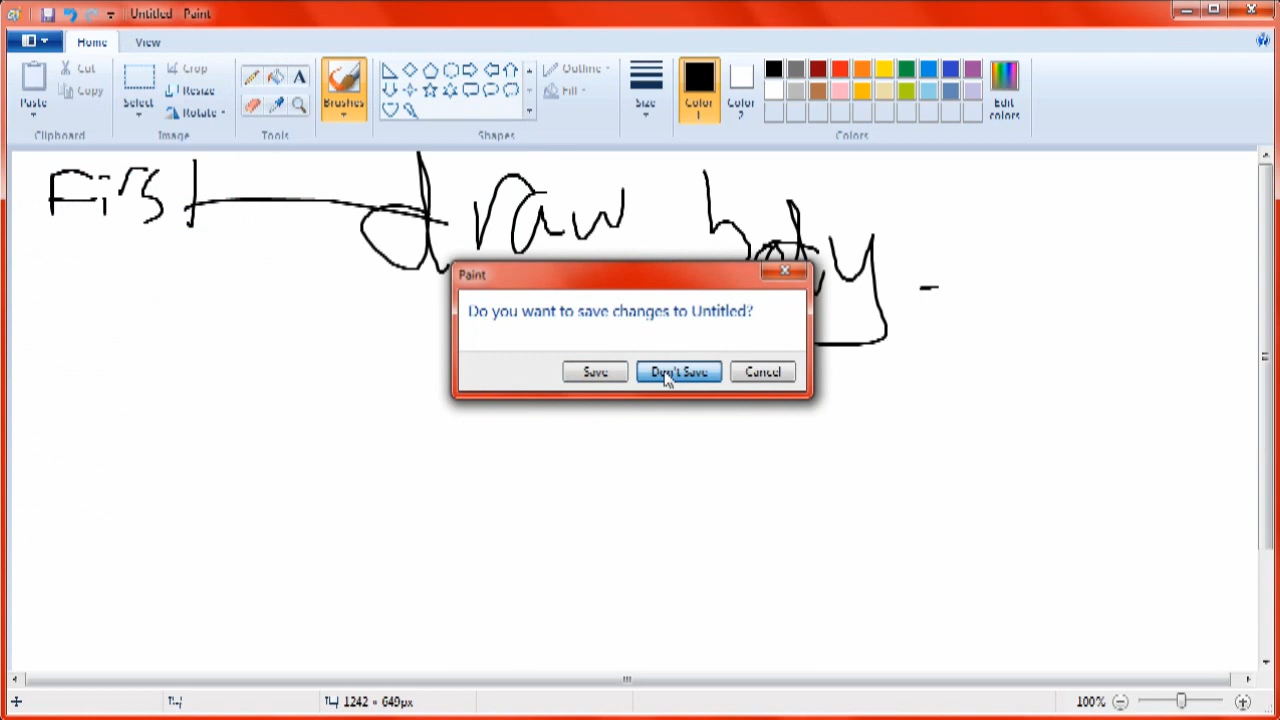 Untitled - Paint
Home View
Paste
Cut
Copy
Clipboard
Select
Crop
Resize
Rotate
Image
Tools
Brushes
Shapes
Outline
Fill
Size
Color 1
Color 2
Edit colors
Colors
First draw body -
Paint
Do you want to save changes to Untitled?
Save Don't Save Cancel
1242 × 649px
100%